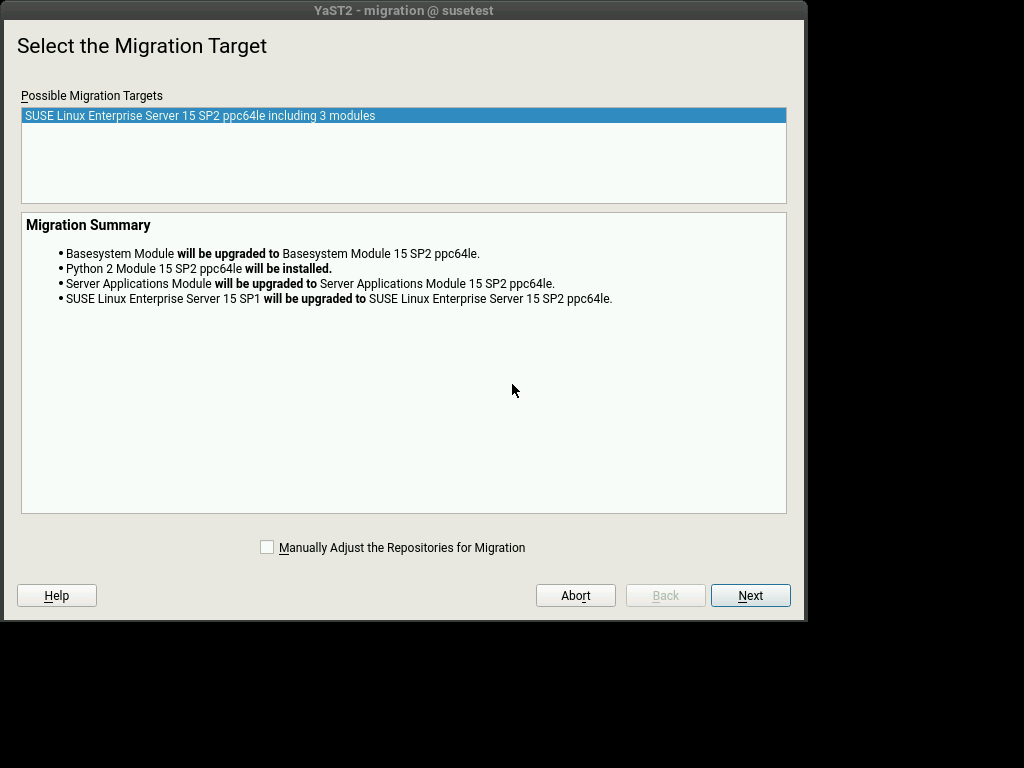 YaST2 - migration @ susetest
Select the Migration Target
Possible Migration Targets
SUSE Linux Enterprise Server 15 SP2 ppc64le including 3 modules
Migration Summary
• Basesystem Module will be upgraded to Basesystem Module 15 SP2 ppc64le.
• Python 2 Module 15 SP2 ppc64le will be installed.
• Server Applications Module will be upgraded to Server Applications Module 15 SP2 ppc64le.
• SUSE Linux Enterprise Server 15 SP1 will be upgraded to SUSE Linux Enterprise Server 15 SP2 ppc64le.
Manually Adjust the Repositories for Migration
Help Abort Back Next